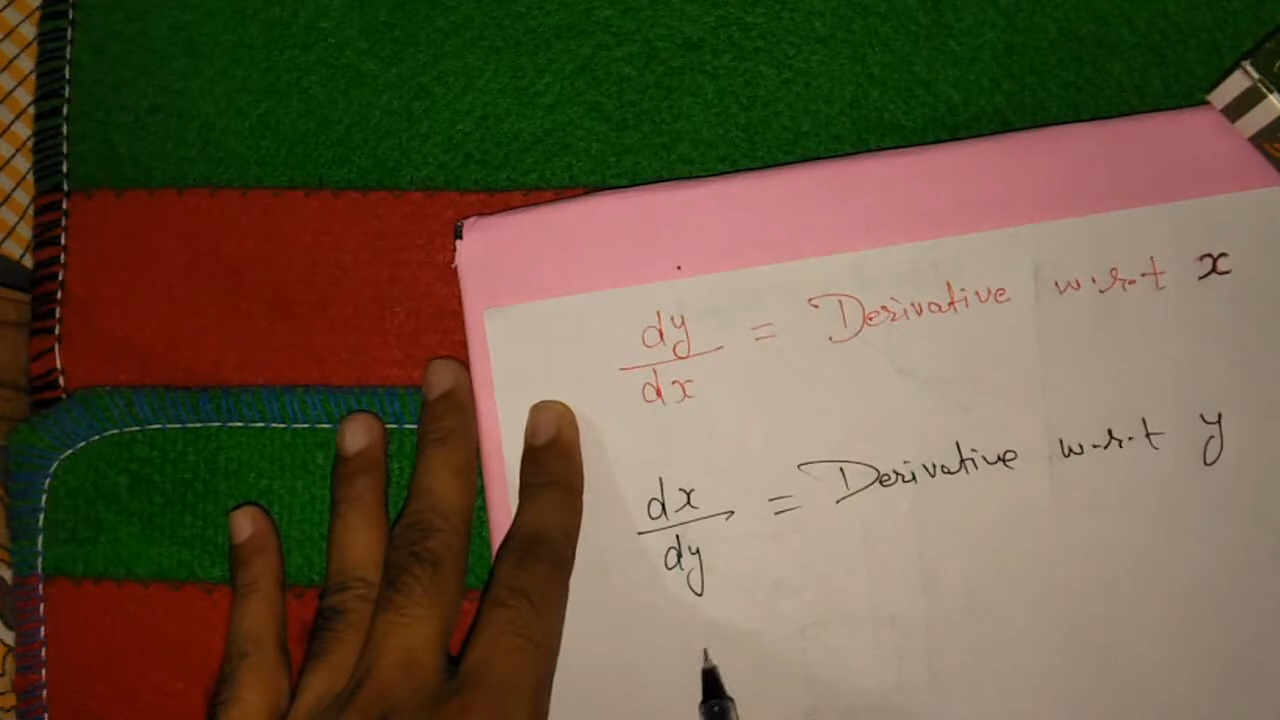 dy/dx = Derivative w.r.t x
dx/dy = Derivative w.r.t y